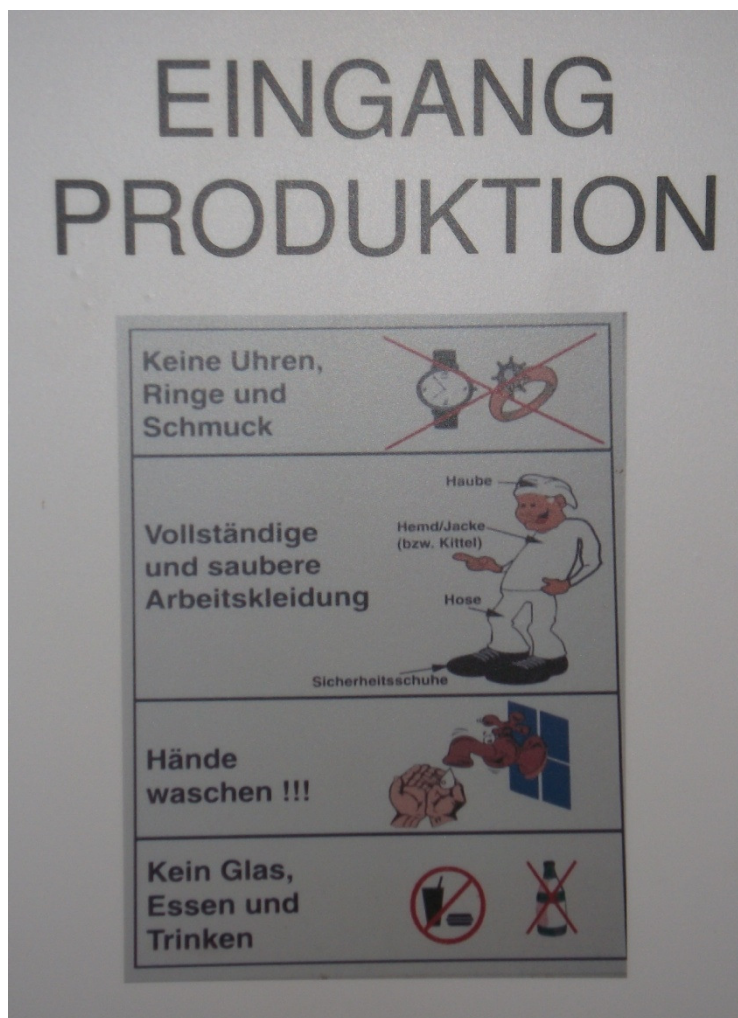 EINGANG
PRODUKTION
Keine Uhren,
Ringe und
Schmuck
Vollständige
und saubere
Arbeitskleidung
Haube
Hemd/Jacke
(bzw. Kittel)
Hose
Sicherheitsschuhe
Hände
waschen !!!
Kein Glas,
Essen und
Trinken